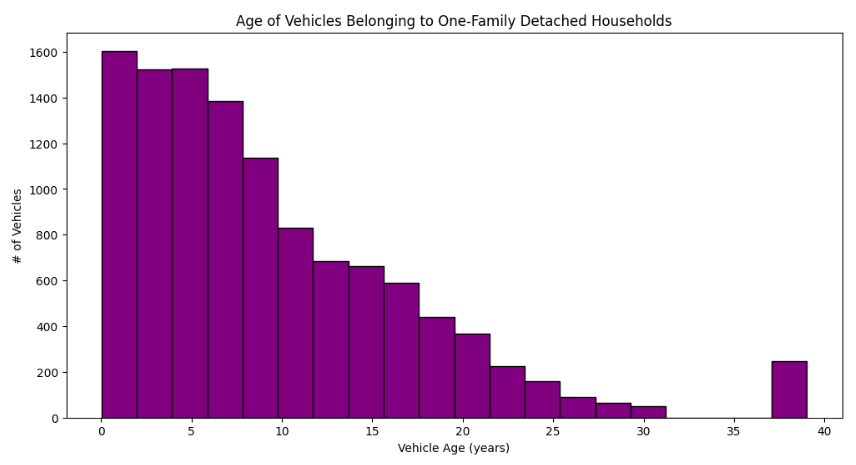 Age of Vehicles Belonging to One-Family Detached Households
# of Vehicles
1600
1400
1200
1000
800
600
400
200
0
0 5 10 15 20 25 30 35 40
Vehicle Age (years)